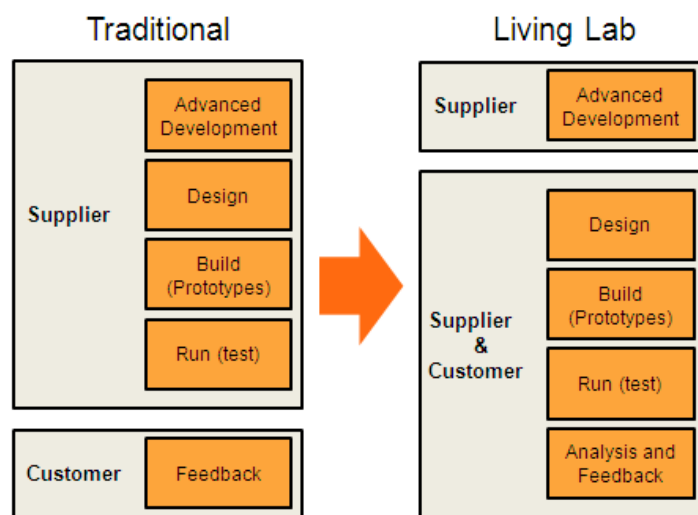 Traditional
Supplier
Advanced
Development
Design
Build
(Prototypes)
Run (test)
Customer
Feedback
Living Lab
Supplier
Advanced
Development
Supplier
&
Customer
Design
Build
(Prototypes)
Run (test)
Analysis and
Feedback